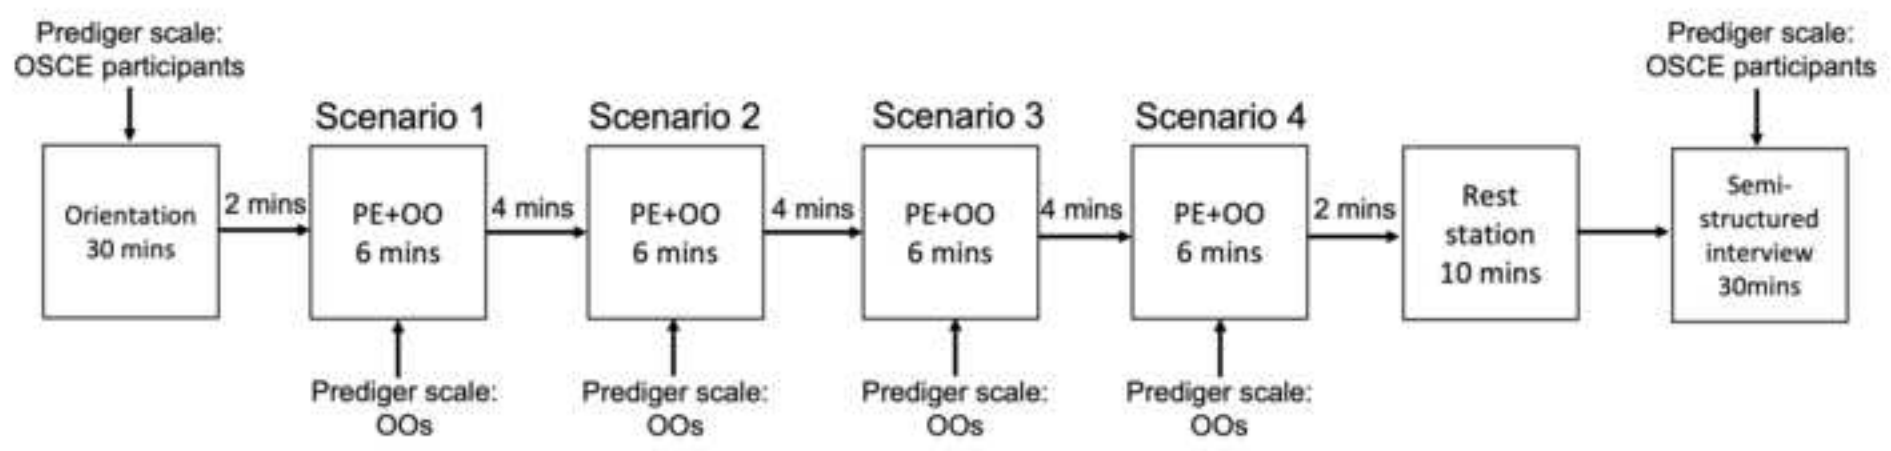 Prediger scale:
OSCE participants
Prediger scale:
OSCE participants
Scenario 1
Scenario 2
Scenario 3
Scenario 4
Orientation
30 mins
2 mins
PE+OO
6 mins
4 mins
PE+OO
6 mins
4 mins
PE+OO
6 mins
4 mins
PE+OO
6 mins
2 mins
Rest
station
10 mins
Semi-
structured
interview
30mins
Prediger scale:
OOs
Prediger scale:
OOs
Prediger scale:
OOs
Prediger scale:
OOs